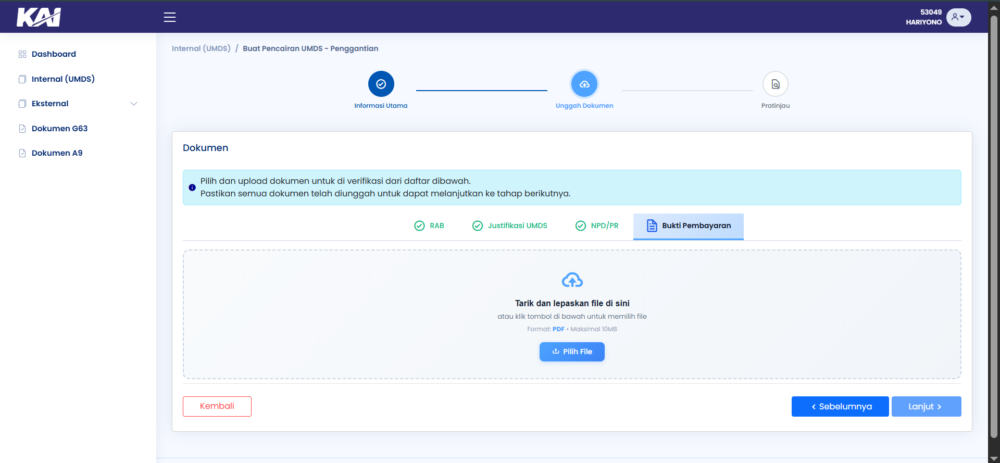 KAI
53049
HARIYONO
Dashboard
Internal (UMDS)
Eksternal
Dokumen G63
Dokumen A9
Internal (UMDS) / Buat Pencairan UMDS - Penggantian
Informasi Utama
Unggah Dokumen
Pratinjau
Dokumen
Pilih dan upload dokumen untuk di verifikasi dari daftar dibawah.
Pastikan semua dokumen telah diunggah untuk dapat melanjutkan ke tahap berikutnya.
RAB
Justifikasi UMDS
NPD/PR
Bukti Pembayaran
Tarik dan lepaskan file di sini
atau klik tombol di bawah untuk memilih file
Format: PDF • Maksimal 10MB
Pilih File
Kembali
Sebelumnya
Lanjut